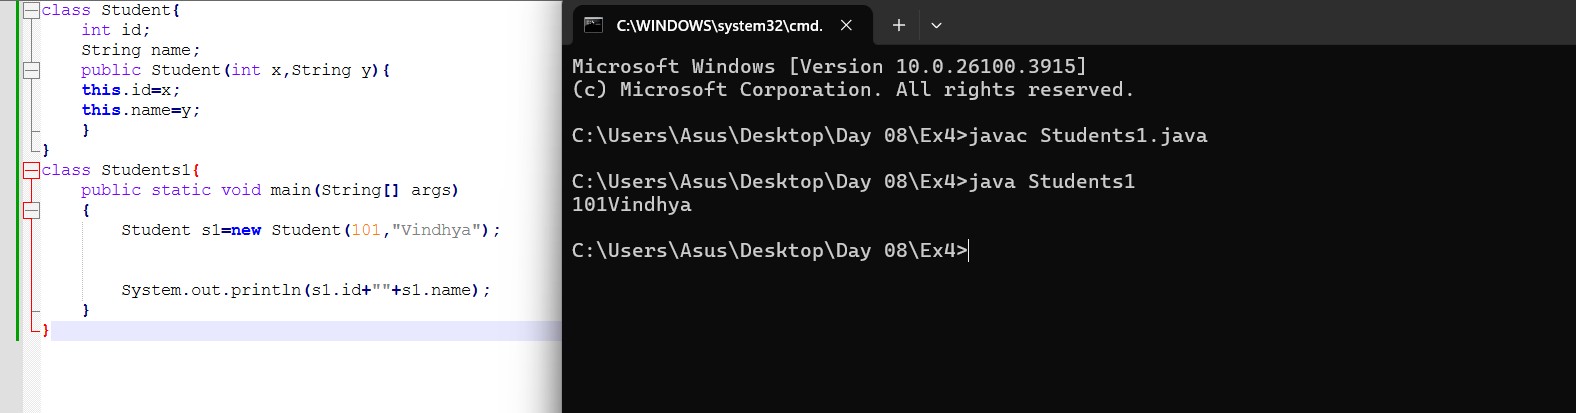 class Student{
    int id;
    String name;
    public Student(int x,String y){
    this.id=x;
    this.name=y;
    }
}
class Students1{
    public static void main(String[] args)
    {
        Student s1=new Student(101,"Vindhya");
        System.out.println(s1.id+""+s1.name);
    }
}
C:\WINDOWS\system32\cmd.
Microsoft Windows [Version 10.0.26100.3915]
(c) Microsoft Corporation. All rights reserved.
C:\Users\Asus\Desktop\Day 08\Ex4>javac Students1.java
C:\Users\Asus\Desktop\Day 08\Ex4>java Students1
101Vindhya
C:\Users\Asus\Desktop\Day 08\Ex4>